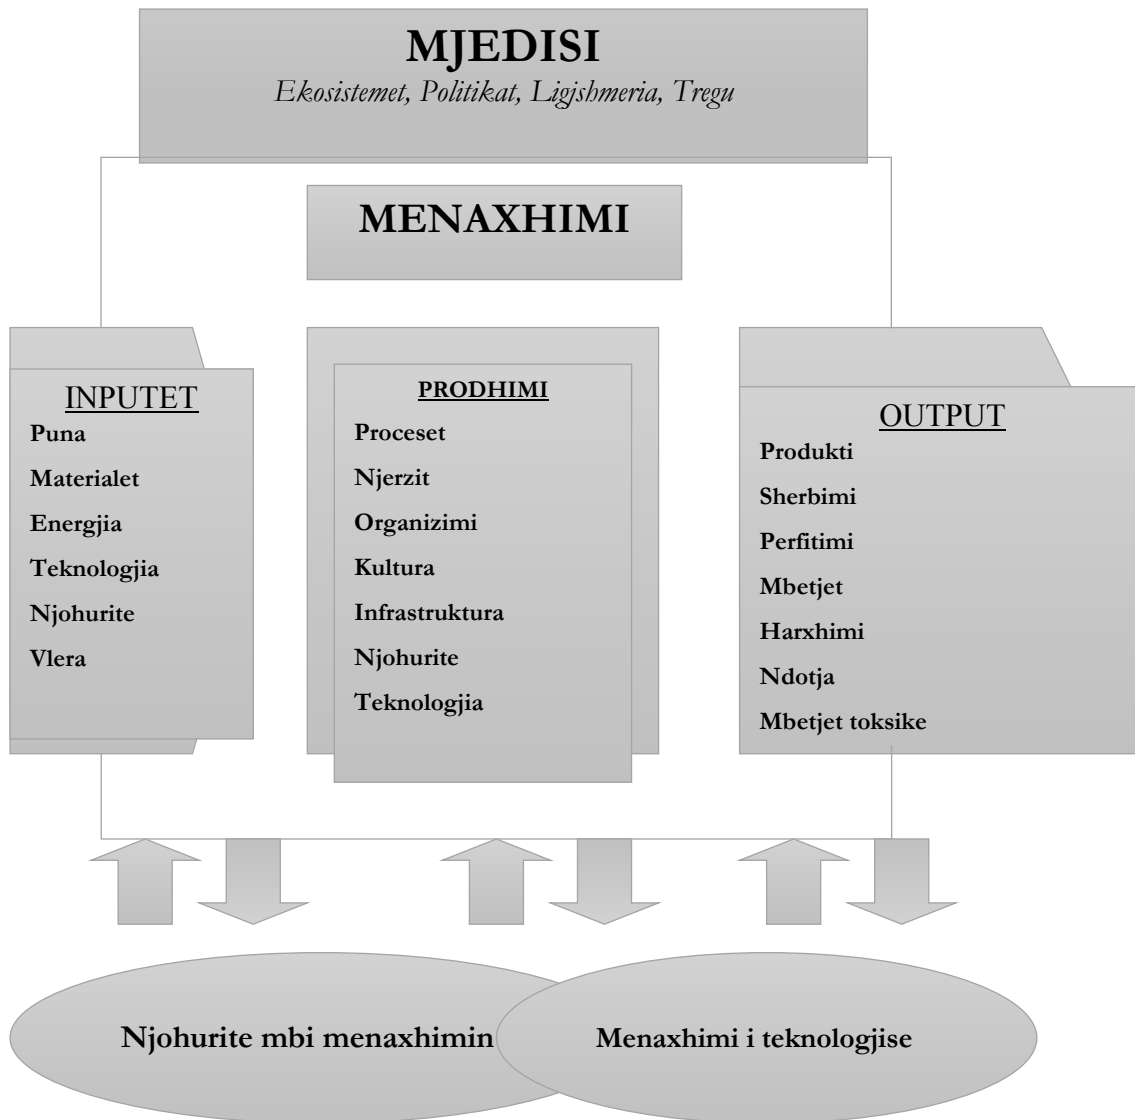 MJEDISI
Ekosistemet, Politikat, Ligjshmeria, Tregu
MENAXHIMI
INPUTET
Puna
Materialet
Energjia
Teknologjia
Njohurite
Vlera
PRODHIMI
Proceset
Njerzit
Organizimi
Kultura
Infrastruktura
Njohurite
Teknologjia
OUTPUT
Produkti
Sherbimi
Perfitimi
Mbetjet
Harxhimi
Ndotja
Mbetjet toksike
Njohurite mbi menaxhimin
Menaxhimi i teknologjise